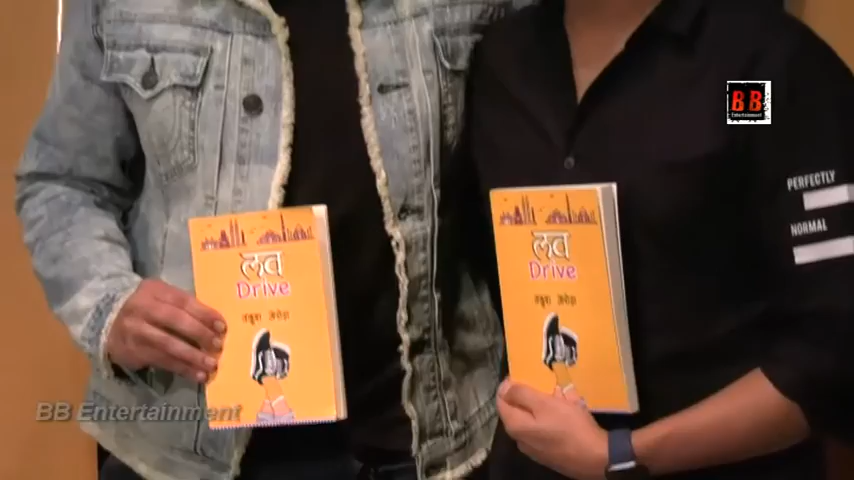 BB
Entertainment
PERFECTLY
NORMAL
लव
Drive
लव
Drive
BB Entertainment